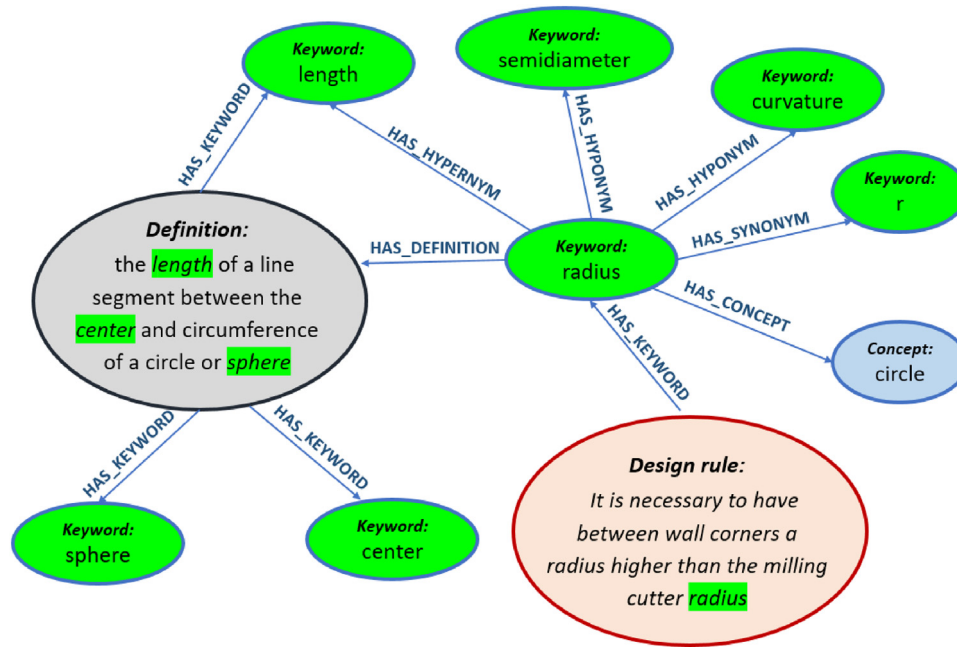 Keyword:
length
Keyword:
semidiameter
Keyword:
curvature
HAS_KEYWORD
HAS_HYPERNYM
HAS_HYPONYM
HAS_HYPONYM
Keyword:
r
HAS_SYNONYM
Definition:
the length of a line
segment between the
center and circumference
of a circle or sphere
HAS_DEFINITION
Keyword:
radius
HAS_CONCEPT
Concept:
circle
HAS_KEYWORD
HAS_KEYWORD
HAS_KEYWORD
Keyword:
sphere
Keyword:
center
Design rule:
It is necessary to have
between wall corners a
radius higher than the milling
cutter radius